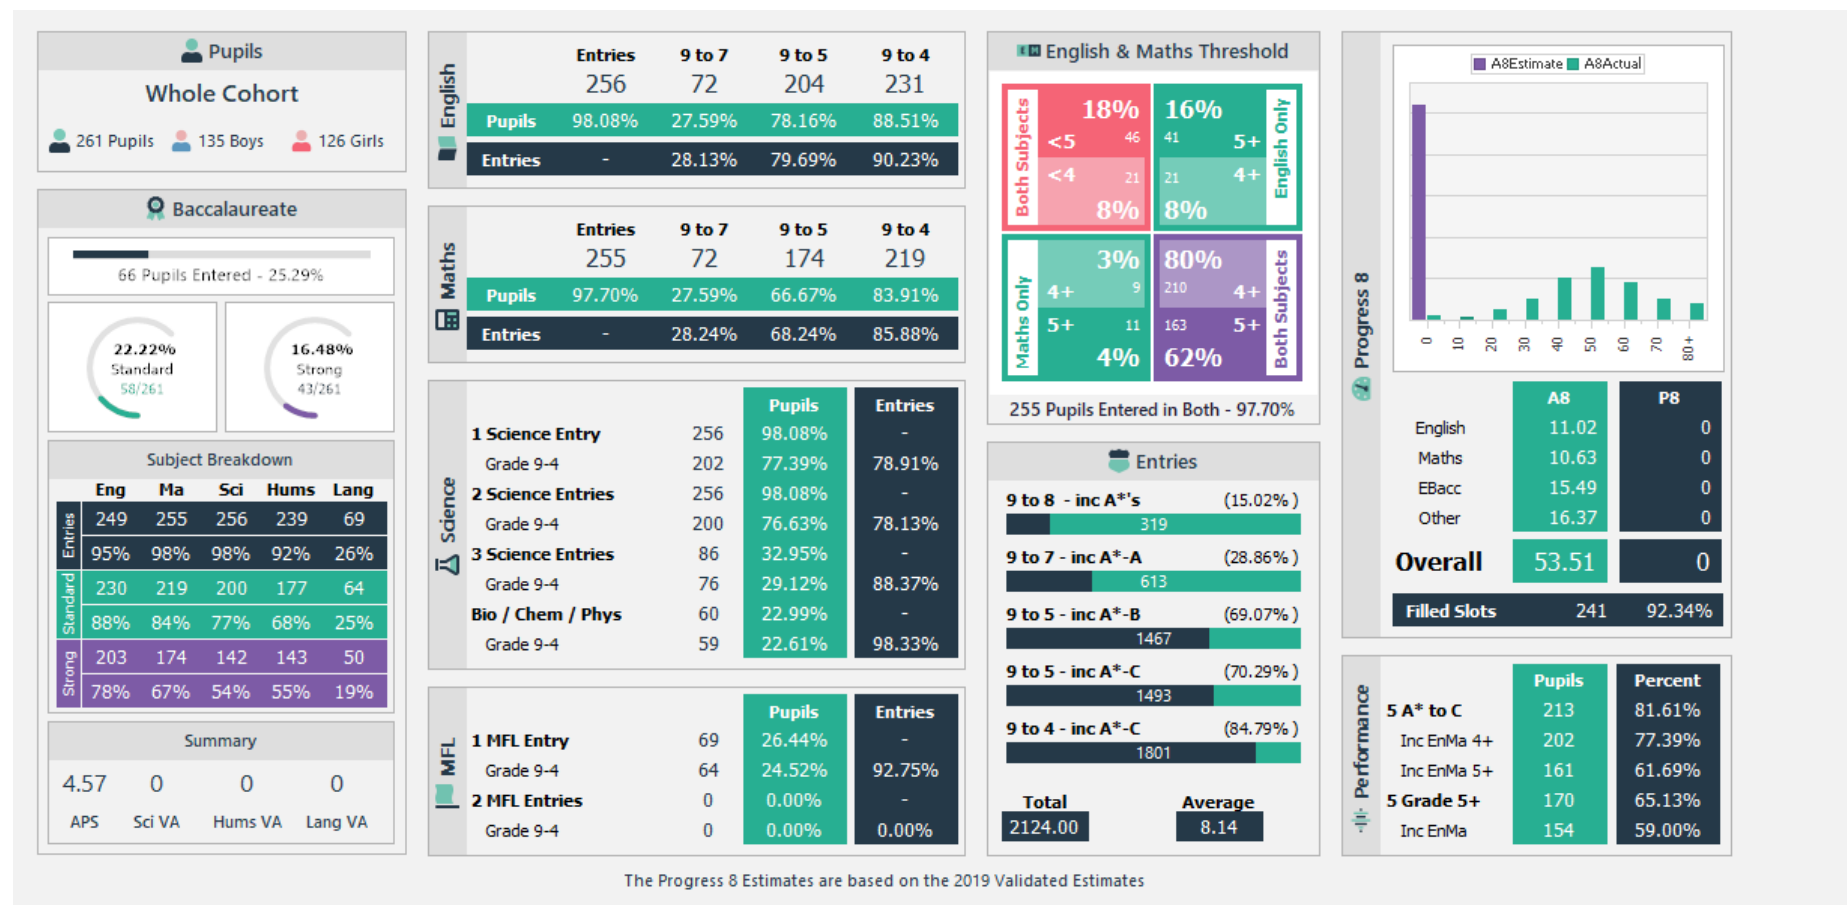 Pupils
Whole Cohort
261 Pupils 135 Boys 126 Girls
Baccalaureate
66 Pupils Entered - 25.29%
22.22%
Standard
58/261
16.48%
Strong
43/261
Subject Breakdown
Eng Ma Sci Hums Lang
Entries
249 255 256 239 69
95% 98% 98% 92% 26%
Standard
230 219 200 177 64
88% 84% 77% 68% 25%
Strong
203 174 142 143 50
78% 67% 54% 55% 19%
Summary
4.57 0 0 0
APS Sci VA Hums VA Lang VA
English
Entries 9 to 7 9 to 5 9 to 4
256 72 204 231
Pupils 98.08% 27.59% 78.16% 88.51%
Entries - 28.13% 79.69% 90.23%
Maths
Entries 9 to 7 9 to 5 9 to 4
255 72 174 219
Pupils 97.70% 27.59% 66.67% 83.91%
Entries - 28.24% 68.24% 85.88%
Science
Pupils Entries
1 Science Entry 256 98.08% -
Grade 9-4 202 77.39% 78.91%
2 Science Entries 256 98.08% -
Grade 9-4 200 76.63% 78.13%
3 Science Entries 86 32.95% -
Grade 9-4 76 29.12% 88.37%
Bio / Chem / Phys 60 22.99% -
Grade 9-4 59 22.61% 98.33%
MFL
Pupils Entries
1 MFL Entry 69 26.44% -
Grade 9-4 64 24.52% 92.75%
2 MFL Entries 0 0.00% -
Grade 9-4 0 0.00% 0.00%
English & Maths Threshold
Both Subjects
18%
<5 46
<4 21
8%
English Only
16%
41 5+
21 4+
8%
Maths Only
3%
4+ 9
5+ 11
4%
Both Subjects
80%
210 4+
163 5+
62%
255 Pupils Entered in Both - 97.70%
Entries
9 to 8 - inc A*'s (15.02%)
319
9 to 7 - inc A*-A (28.86%)
613
9 to 5 - inc A*-B (69.07%)
1467
9 to 5 - inc A*-C (70.29%)
1493
9 to 4 - inc A*-C (84.79%)
1801
Total Average
2124.00 8.14
Progress 8
A8Estimate A8Actual
0 10 20 30 40 50 60 70 80+
A8 P8
English 11.02 0
Maths 10.63 0
EBacc 15.49 0
Other 16.37 0
Overall 53.51 0
Filled Slots 241 92.34%
Performance
Pupils Percent
5 A* to C 213 81.61%
Inc EnMa 4+ 202 77.39%
Inc EnMa 5+ 161 61.69%
5 Grade 5+ 170 65.13%
Inc EnMa 154 59.00%
The Progress 8 Estimates are based on the 2019 Validated Estimates